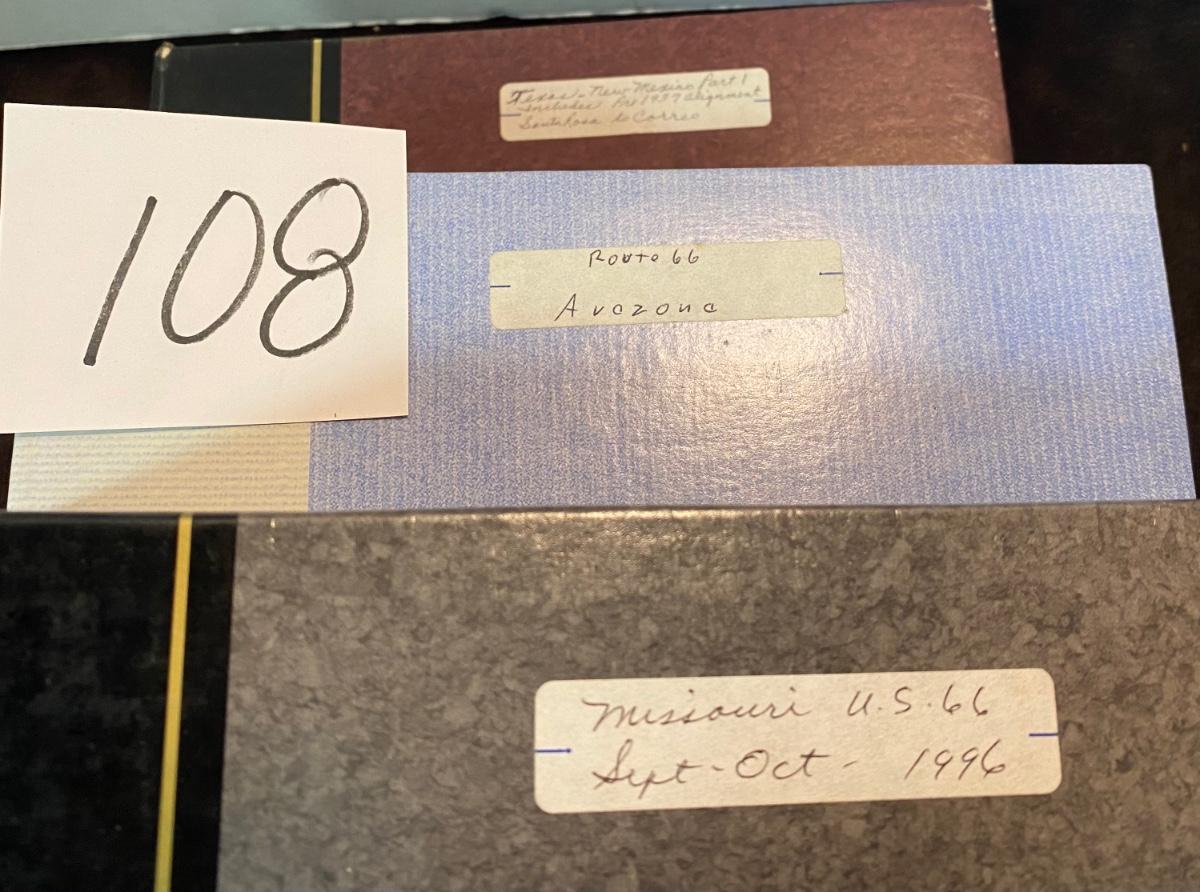 Texas - New Mexico Part 1
includes Pre 1937 alignment
Santa Rosa to Correo
108
Route 66
Arazona
Missouri U.S. 66
Sept - Oct - 1996